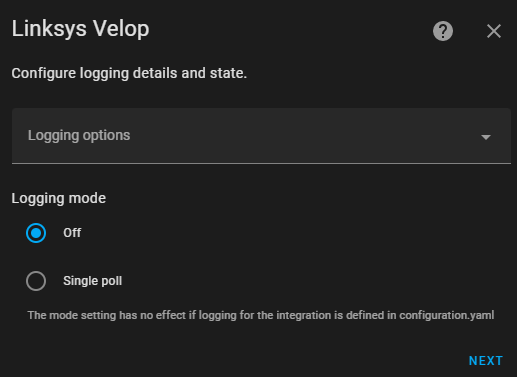 Linksys Velop
Configure logging details and state.
Logging options
Logging mode
Off
Single poll
The mode setting has no effect if logging for the integration is defined in configuration.yaml
NEXT